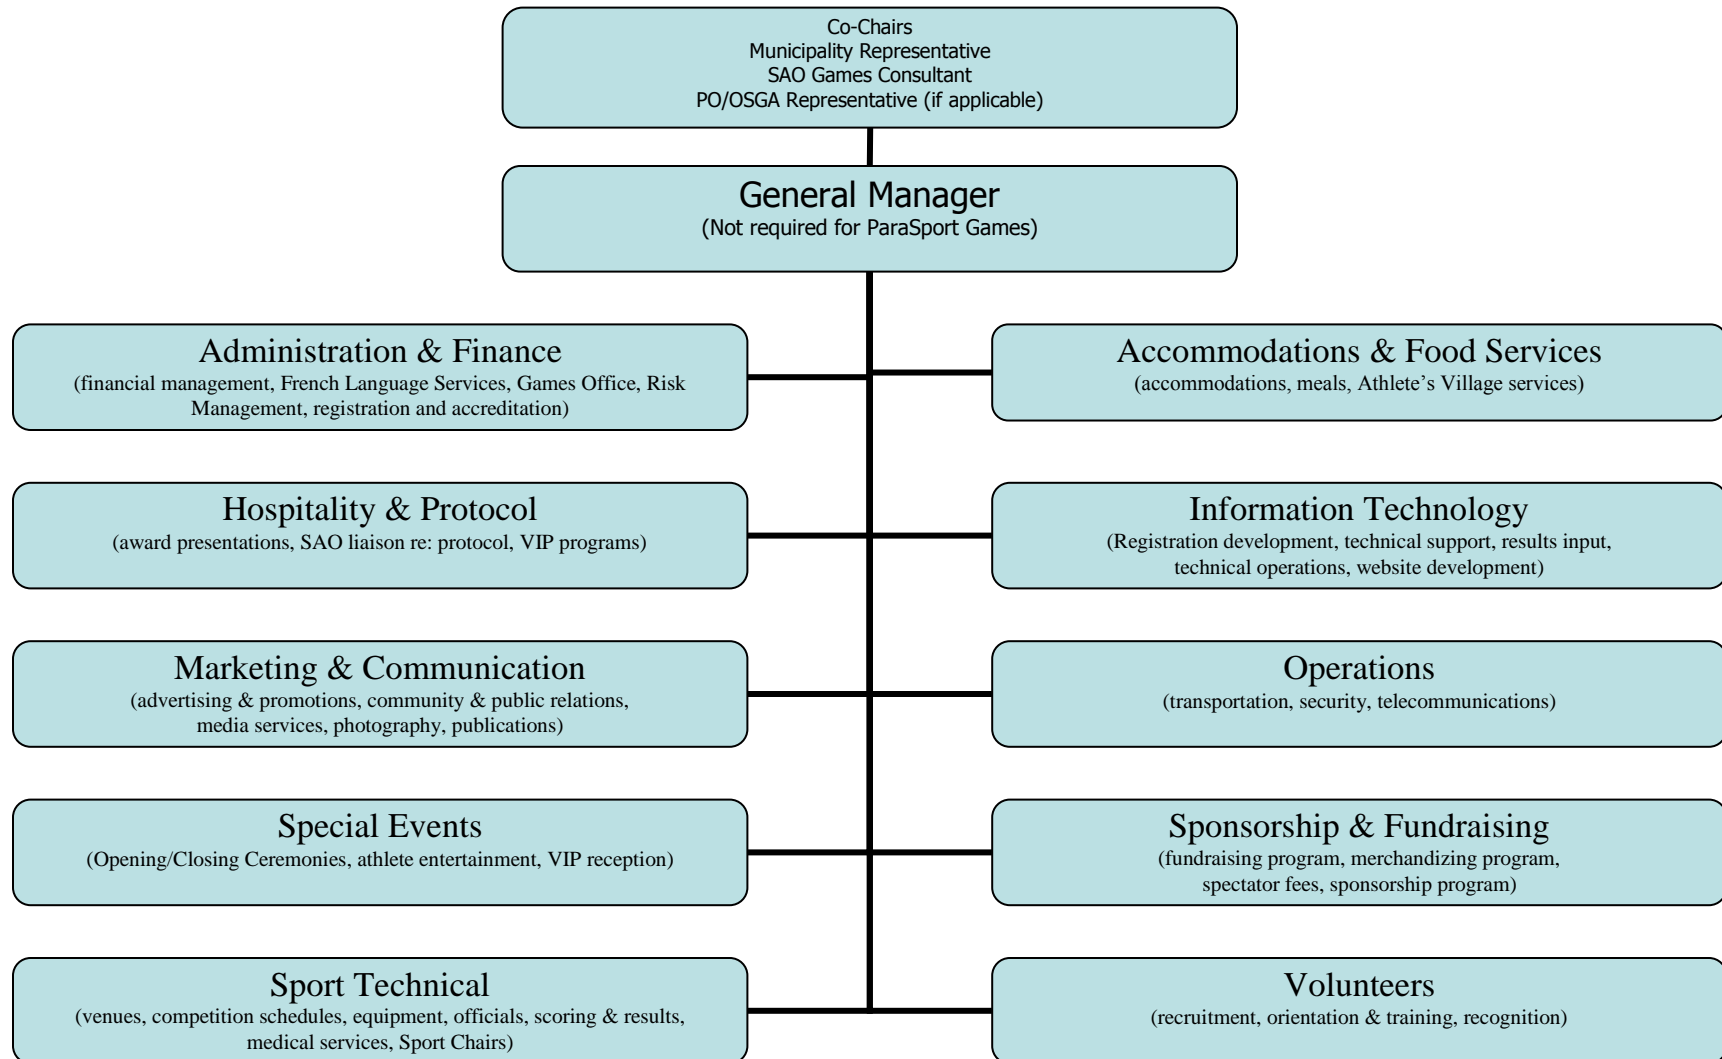 Co-Chairs
Municipality Representative
SAO Games Consultant
PO/OSGA Representative (if applicable)
General Manager
(Not required for ParaSport Games)
Administration & Finance
(financial management, French Language Services, Games Office, Risk
Management, registration and accreditation)
Accommodations & Food Services
(accommodations, meals, Athlete’s Village services)
Hospitality & Protocol
(award presentations, SAO liaison re: protocol, VIP programs)
Information Technology
(Registration development, technical support, results input,
technical operations, website development)
Marketing & Communication
(advertising & promotions, community & public relations,
media services, photography, publications)
Operations
(transportation, security, telecommunications)
Special Events
(Opening/Closing Ceremonies, athlete entertainment, VIP reception)
Sponsorship & Fundraising
(fundraising program, merchandizing program,
spectator fees, sponsorship program)
Sport Technical
(venues, competition schedules, equipment, officials, scoring & results,
medical services, Sport Chairs)
Volunteers
(recruitment, orientation & training, recognition)